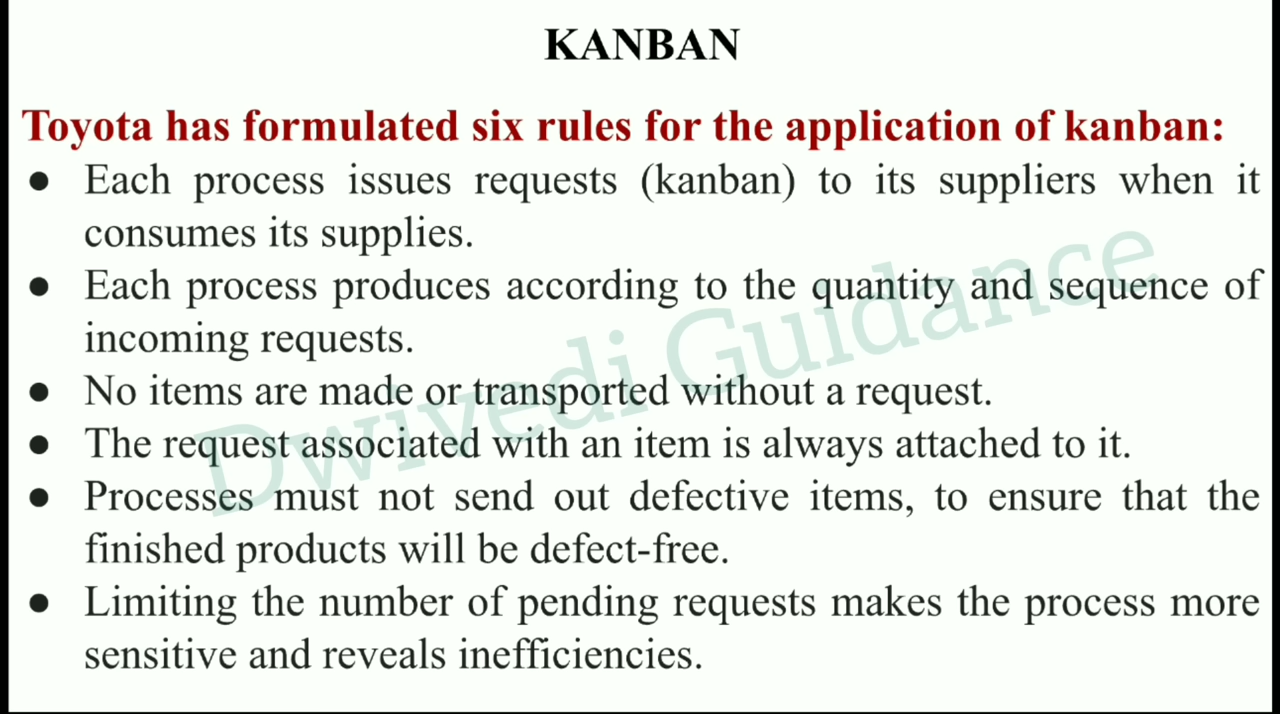 KANBAN
Toyota has formulated six rules for the application of kanban:
● Each process issues requests (kanban) to its suppliers when it
consumes its supplies.
● Each process produces according to the quantity and sequence of
incoming requests.
● No items are made or transported without a request.
● The request associated with an item is always attached to it.
● Processes must not send out defective items, to ensure that the
finished products will be defect-free.
● Limiting the number of pending requests makes the process more
sensitive and reveals inefficiencies.
Dwivedi Guidance